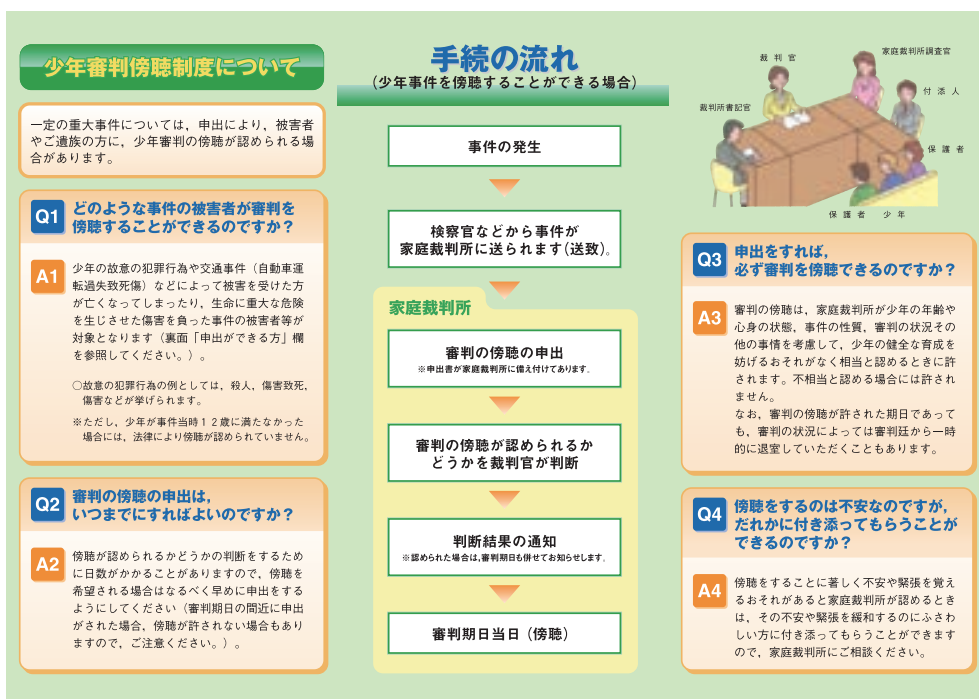 少年審判傍聴制度について
一定の重大事件については，申出により，被害者
やご遺族の方に，少年審判の傍聴が認められる場
合があります。
Q1
どのような事件の被害者が審判を
傍聴することができるのですか？
A1
少年の故意の犯罪行為や交通事件（自動車運
転過失致死傷）などによって被害を受けた方
が亡くなってしまったり，生命に重大な危険
を生じさせた傷害を負った事件の被害者等が
対象となります（裏面「申出ができる方」欄
を参照してください。）。
○故意の犯罪行為の例としては，殺人，傷害致死，
傷害などが挙げられます。
※ただし，少年が事件当時１２歳に満たなかった
場合には，法律により傍聴が認められていません。
Q2
審判の傍聴の申出は，
いつまでにすればよいのですか？
A2
傍聴が認められるかどうかの判断をするため
に日数がかかることがありますので，傍聴を
希望される場合はなるべく早めに申出をする
ようにしてください（審判期日の間近に申出
がされた場合，傍聴が許されない場合もあり
ますので，ご注意ください。）。
手続の流れ
（少年事件を傍聴することができる場合）
事件の発生
検察官などから事件が
家庭裁判所に送られます（送致）。
家庭裁判所
審判の傍聴の申出
※申出書が家庭裁判所に備え付けてあります。
審判の傍聴が認められるか
どうかを裁判官が判断
判断結果の通知
※認められた場合は，審判期日も併せてお知らせします。
審判期日当日（傍聴）
家庭裁判所調査官
裁判官
付添人
裁判所書記官
保護者
保護者 少年
Q3
申出をすれば，
必ず審判を傍聴できるのですか？
A3
審判の傍聴は，家庭裁判所が少年の年齢や
心身の状態，事件の性質，審判の状況その
他の事情を考慮して，少年の健全な育成を
妨げるおそれがなく相当と認めるときに許
されます。不相当と認める場合には許され
ません。
なお，審判の傍聴が許された期日であって
も，審判の状況によっては審判廷から一時
的に退室していただくこともあります。
Q4
傍聴をするのは不安なのですが，
だれかに付き添ってもらうことが
できるのですか？
A4
傍聴をすることに著しく不安や緊張を覚え
るおそれがあると家庭裁判所が認めるとき
は，その不安や緊張を緩和するのにふさわ
しい方に付き添ってもらうことができます
ので，家庭裁判所にご相談ください。